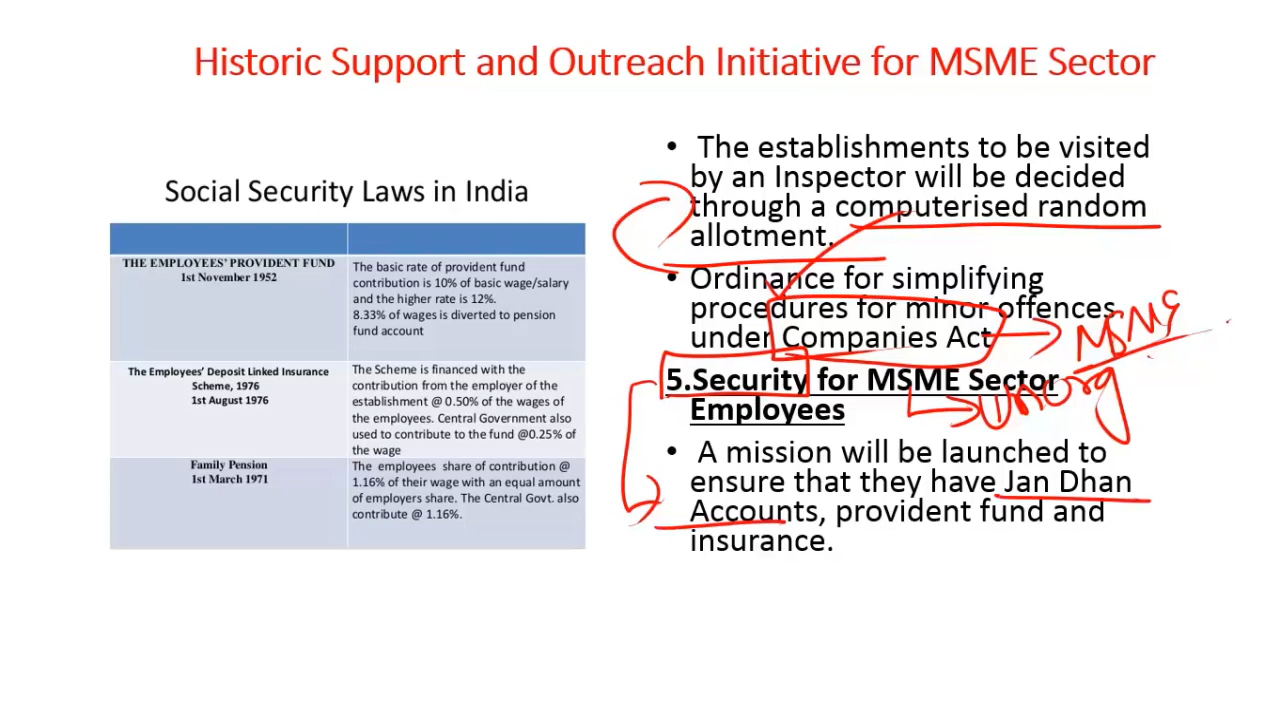 Historic Support and Outreach Initiative for MSME Sector
Social Security Laws in India
THE EMPLOYEES' PROVIDENT FUND
1st November 1952
The basic rate of provident fund
contribution is 10% of basic wage/salary
and the higher rate is 12%.
8.33% of wages is diverted to pension
fund account
The Employees' Deposit Linked Insurance
Scheme, 1976
1st August 1976
The Scheme is financed with the
contribution from the employer of the
establishment @ 0.50% of the wages of
the employees. Central Government also
used to contribute to the fund @0.25% of
the wage
Family Pension
1st March 1971
The employees share of contribution @
1.16% of their wage with an equal amount
of employers share. The Central Govt. also
contribute @ 1.16%.
• The establishments to be visited
by an Inspector will be decided
through a computerised random
allotment.
• Ordinance for simplifying
procedures for minor offences
under Companies Act
MSME
5.Security for MSME Sector
Employees
unorg
• A mission will be launched to
ensure that they have Jan Dhan
Accounts, provident fund and
insurance.